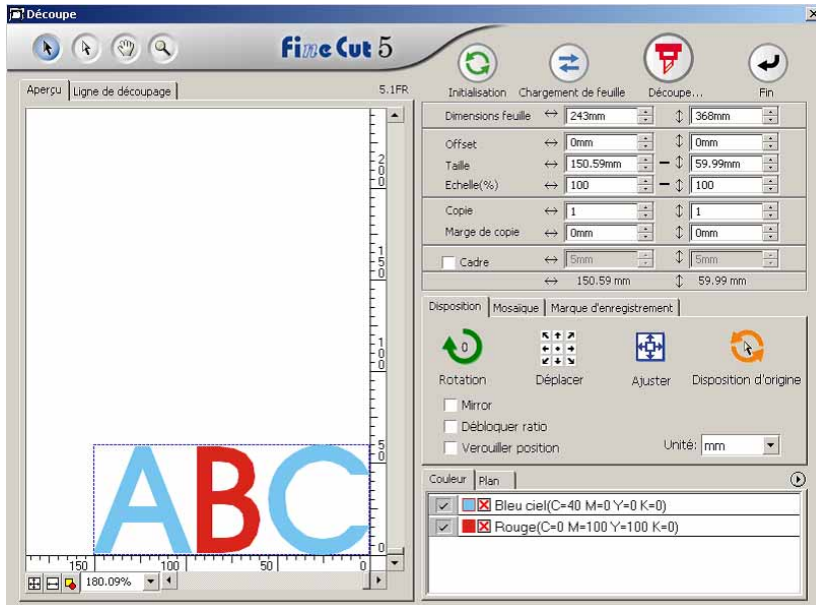 Découpe
Fine Cut 5
Initialisation Chargement de feuille Découpe... Fin
Aperçu Ligne de découpage 5.1FR
Dimensions feuille 243mm 368mm
Offset 0mm 0mm
Taille 150.59mm 59.99mm
Echelle(%) 100 100
Copie 1 1
Marge de copie 0mm 0mm
Cadre 5mm 5mm
150.59 mm 59.99 mm
Disposition Mosaïque Marque d'enregistrement
0
Rotation Déplacer Ajuster Disposition d'origine
Mirror
Débloquer ratio
Verouiller position Unité: mm
Couleur Plan
Bleu ciel(C=40 M=0 Y=0 K=0)
Rouge(C=0 M=100 Y=100 K=0)
200
150
100
50
0
ABC
150 100 50 0
180.09%